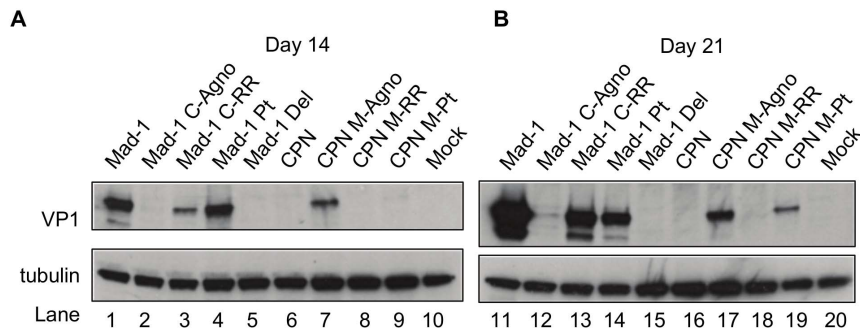 A
B
Day 14
Day 21
Mad-1
Mad-1 C-Agno
Mad-1 C-RR
Mad-1 Pt
Mad-1 Del
CPN
CPN M-Agno
CPN M-RR
CPN M-Pt
Mock
Mad-1
Mad-1 C-Agno
Mad-1 C-RR
Mad-1 Pt
Mad-1 Del
CPN
CPN M-Agno
CPN M-RR
CPN M-Pt
Mock
VP1
tubulin
Lane 1 2 3 4 5 6 7 8 9 10 11 12 13 14 15 16 17 18 19 20